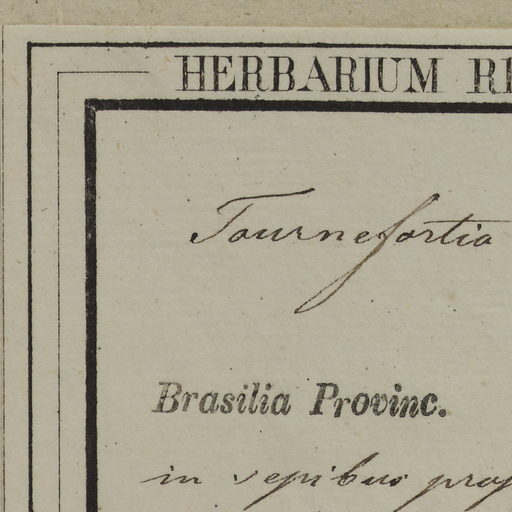 HERBARIUM
Tournefortia
Brasilia Provinc.
in sepibus